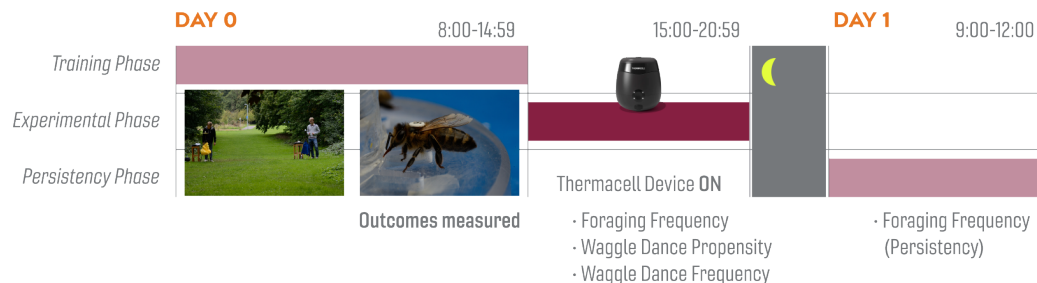 DAY 0
DAY 1
8:00-14:59
15:00-20:59
9:00-12:00
Training Phase
Experimental Phase
Persistency Phase
Thermacell Device ON
Outcomes measured
· Foraging Frequency
· Waggle Dance Propensity
· Waggle Dance Frequency
· Foraging Frequency
(Persistency)